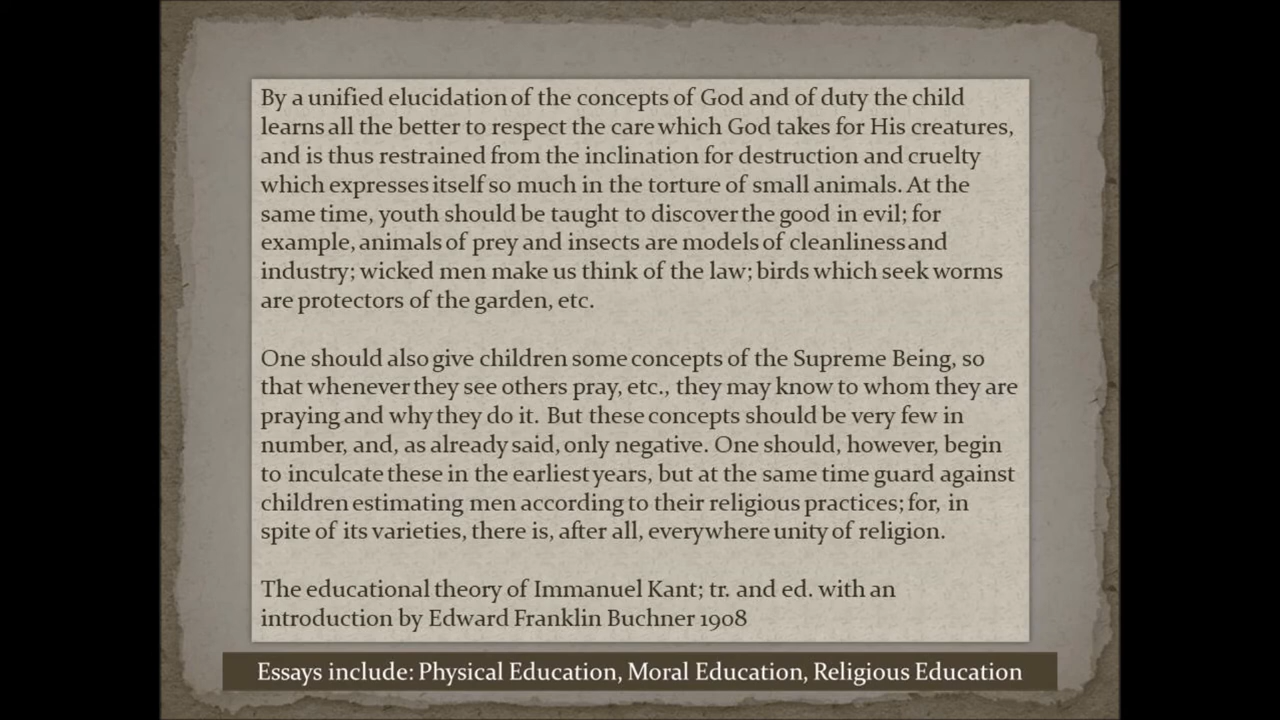 By a unified elucidation of the concepts of God and of duty the child
learns all the better to respect the care which God takes for His creatures,
and is thus restrained from the inclination for destruction and cruelty
which expresses itself so much in the torture of small animals. At the
same time, youth should be taught to discover the good in evil; for
example, animals of prey and insects are models of cleanliness and
industry; wicked men make us think of the law; birds which seek worms
are protectors of the garden, etc.
One should also give children some concepts of the Supreme Being, so
that whenever they see others pray, etc., they may know to whom they are
praying and why they do it. But these concepts should be very few in
number, and, as already said, only negative. One should, however, begin
to inculcate these in the earliest years, but at the same time guard against
children estimating men according to their religious practices; for, in
spite of its varieties, there is, after all, everywhere unity of religion.
The educational theory of Immanuel Kant; tr. and ed. with an
introduction by Edward Franklin Buchner 1908
Essays include: Physical Education, Moral Education, Religious Education